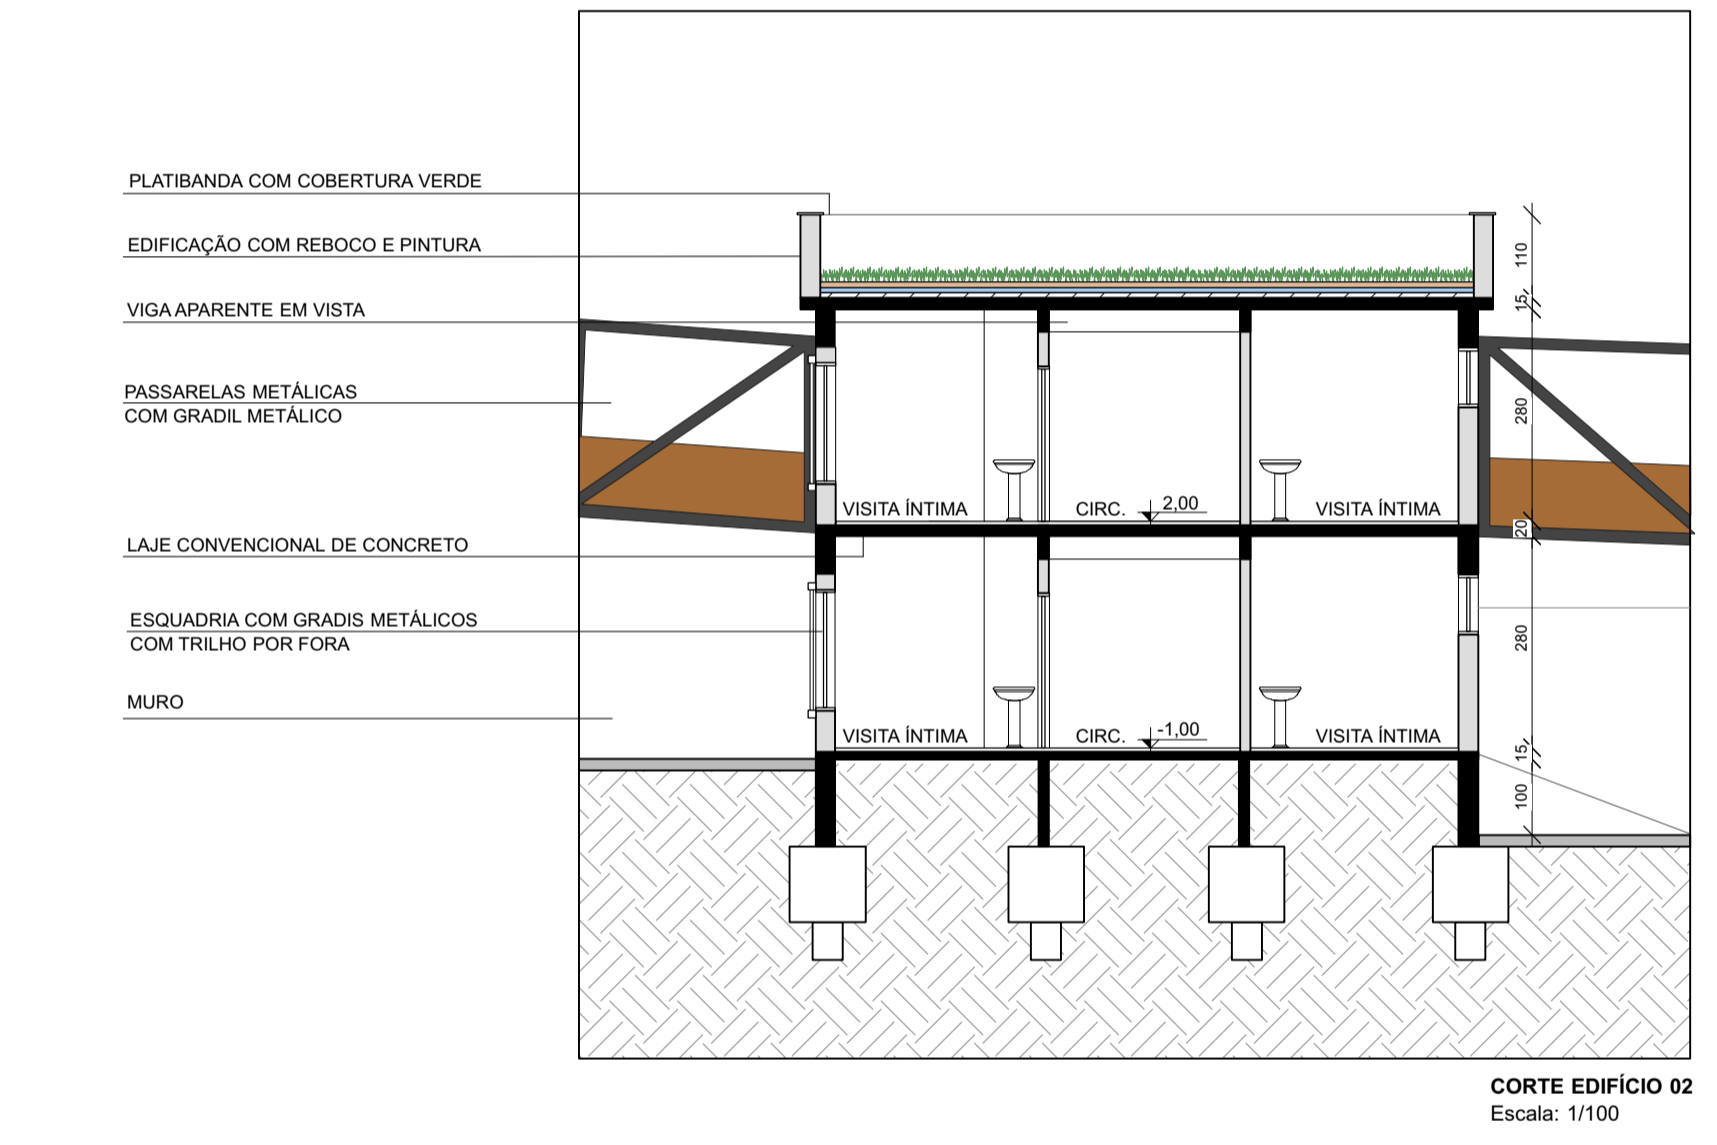 PLATIBANDA COM COBERTURA VERDE
EDIFICAÇÃO COM REBOCO E PINTURA
VIGA APARENTE EM VISTA
PASSARELAS METÁLICAS
COM GRADIL METÁLICO
LAJE CONVENCIONAL DE CONCRETO
ESQUADRIA COM GRADIS METÁLICOS
COM TRILHO POR FORA
MURO
VISITA ÍNTIMA
CIRC.
2,00
VISITA ÍNTIMA
VISITA ÍNTIMA
CIRC.
-1,00
VISITA ÍNTIMA
110
15
280
20
280
15
100
CORTE EDIFÍCIO 02
Escala: 1/100